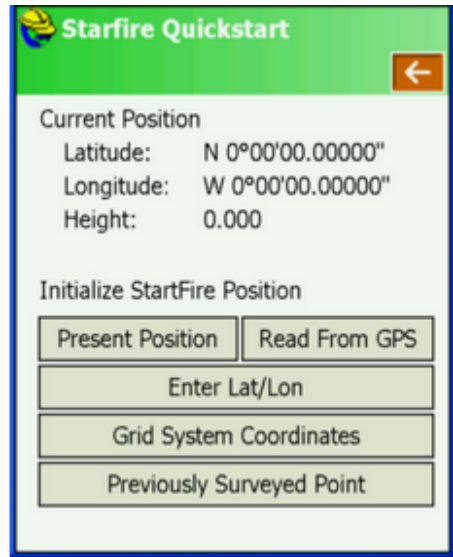 Starfire Quickstart
Current Position
Latitude: N 0°00'00.00000"
Longitude: W 0°00'00.00000"
Height: 0.000
Initialize StartFire Position
Present Position Read From GPS
Enter Lat/Lon
Grid System Coordinates
Previously Surveyed Point